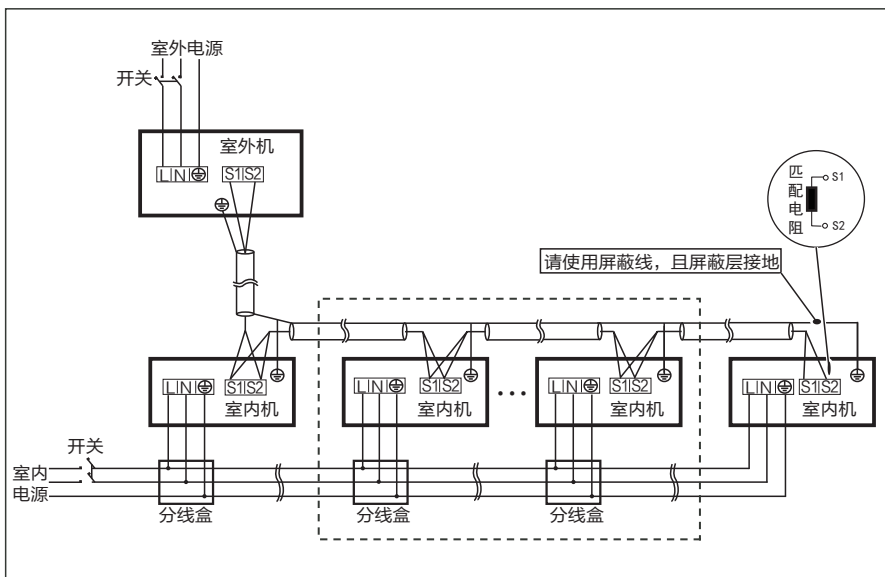 室外电源
开关
室外机
L N S1 S2
匹配电阻
S1
S2
请使用屏蔽线，且屏蔽层接地
L N S1 S2
室内机
L N S1 S2
室内机
...
L N S1 S2
室内机
L N S1 S2
室内机
开关
室内
电源
分线盒
分线盒
分线盒